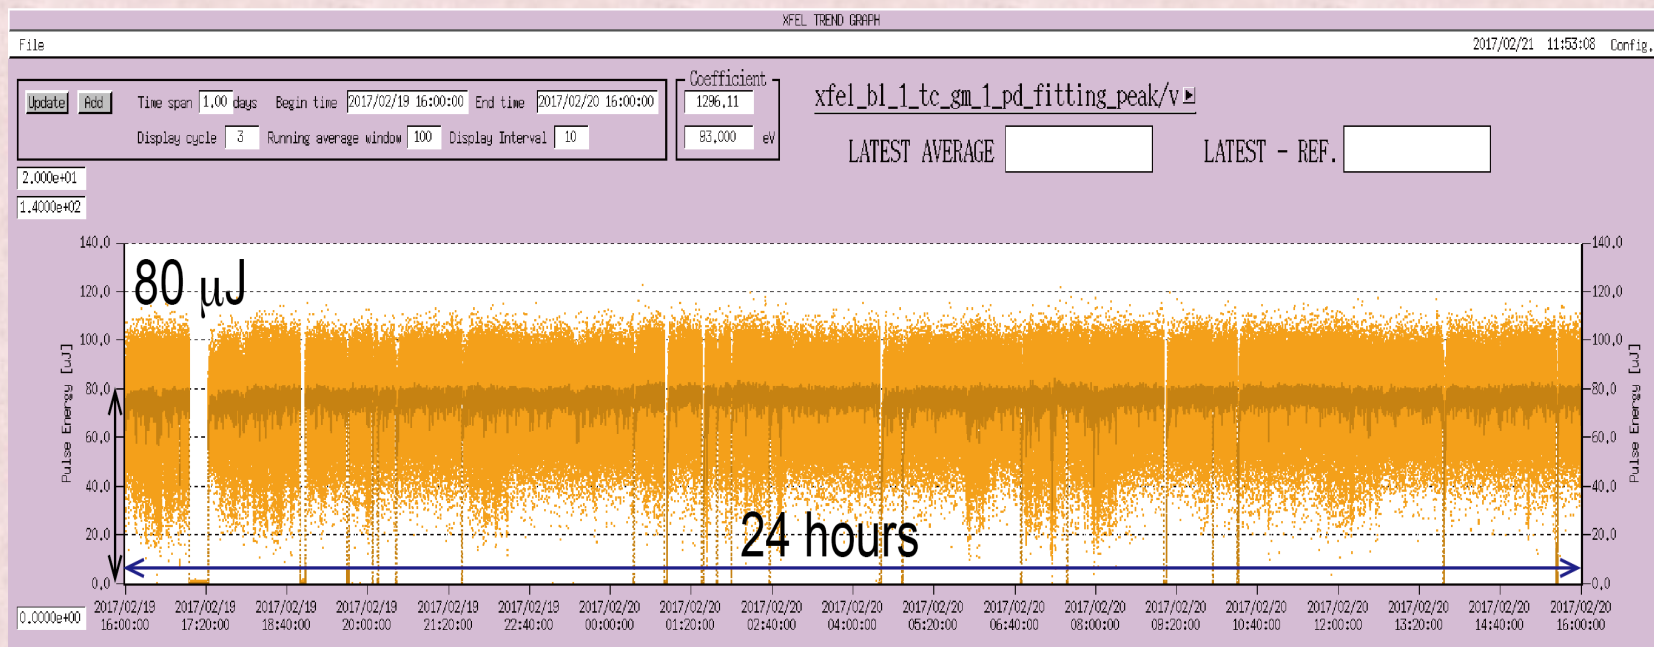 XFEL TREND GRAPH
File 2017/02/21 11:53:08 Config.
Coefficient
Update Add Time span 1.00 days Begin time 2017/02/19 16:00:00 End time 2017/02/20 16:00:00 1296.11 xfel_bl_1_tc_gm_1_pd_fitting_peak/v
Display cycle 3 Running average window 100 Display Interval 10 93.000 eV LATEST AVERAGE LATEST - REF.
2.000e+01
1.4000e+02
140.0 140.0
80 μJ
120.0 120.0
100.0 100.0
Pulse Energy [uJ] Pulse Energy [uJ]
80.0 80.0
60.0 60.0
40.0 40.0
24 hours
20.0 20.0
0.0 0.0
0.0000e+00
2017/02/19 2017/02/19 2017/02/19 2017/02/19 2017/02/19 2017/02/19 2017/02/20 2017/02/20 2017/02/20 2017/02/20 2017/02/20 2017/02/20 2017/02/20 2017/02/20 2017/02/20 2017/02/20 2017/02/20 2017/02/20 2017/02/20
16:00:00 17:20:00 18:40:00 20:00:00 21:20:00 22:40:00 00:00:00 01:20:00 02:40:00 04:00:00 05:20:00 06:40:00 08:00:00 09:20:00 10:40:00 12:00:00 13:20:00 14:40:00 16:00:00